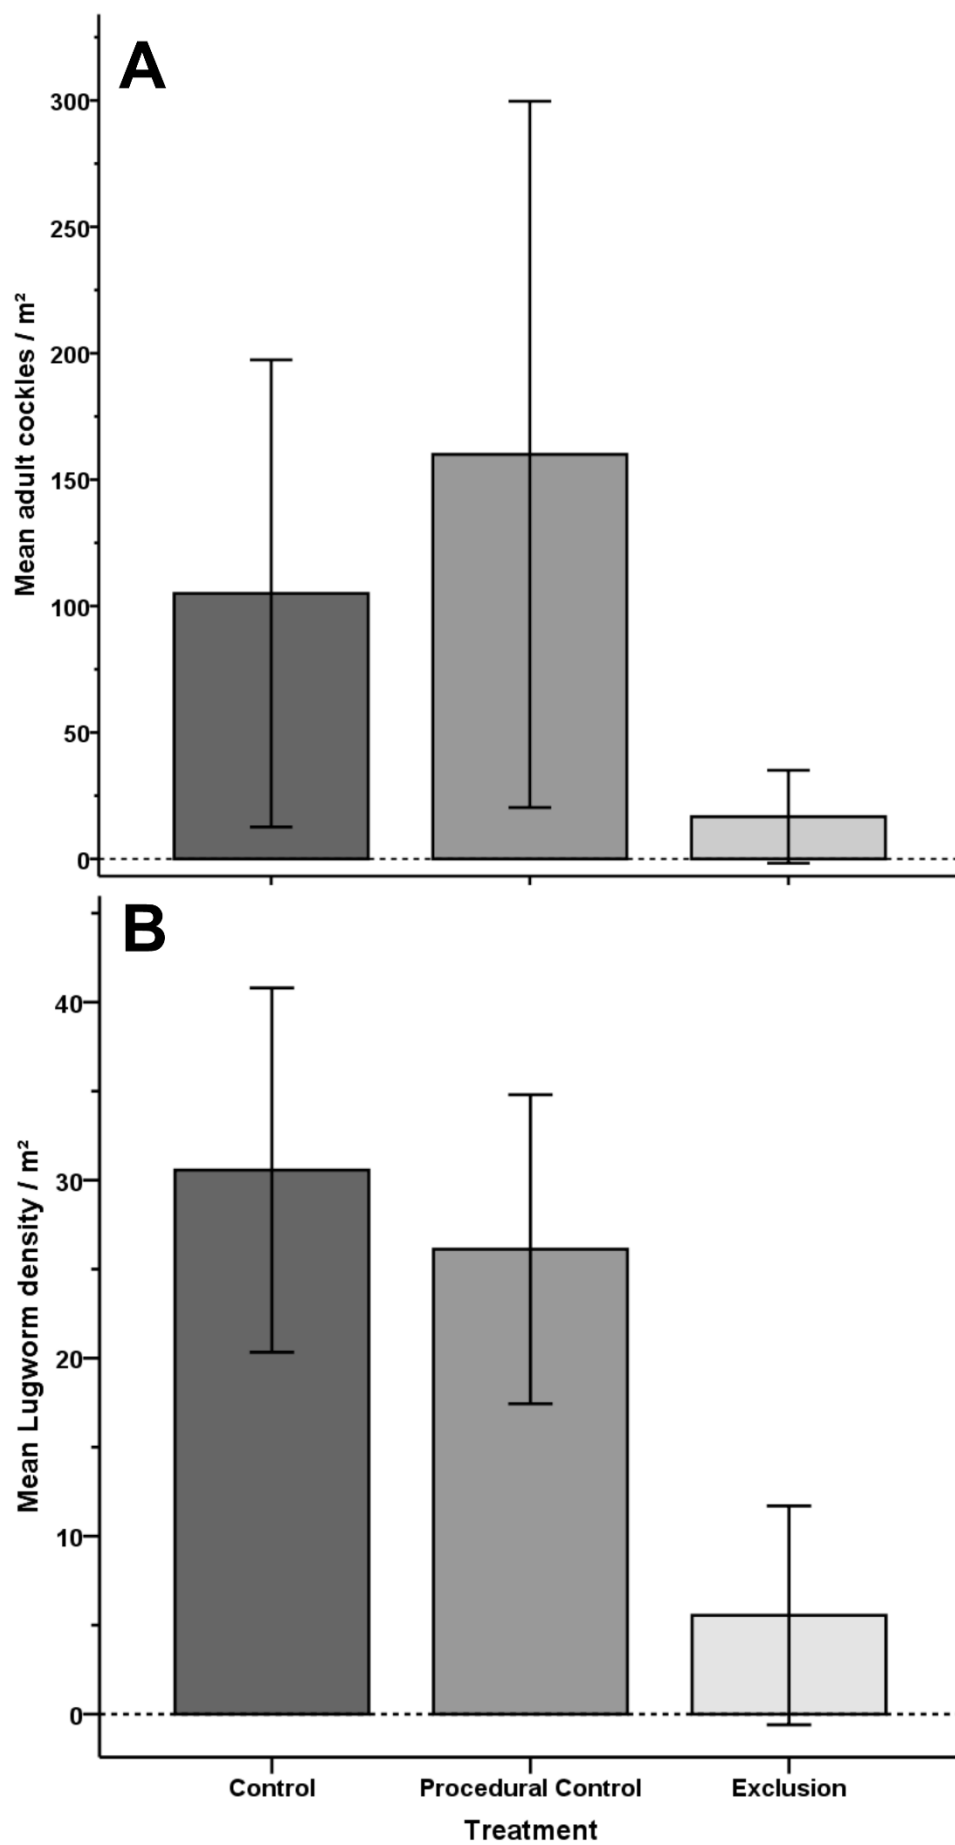 A
300
250
200
150
100
50
0
Mean adult cockles / m²
B
40
30
20
10
0
Mean Lugworm density / m²
Control
Procedural Control
Exclusion
Treatment